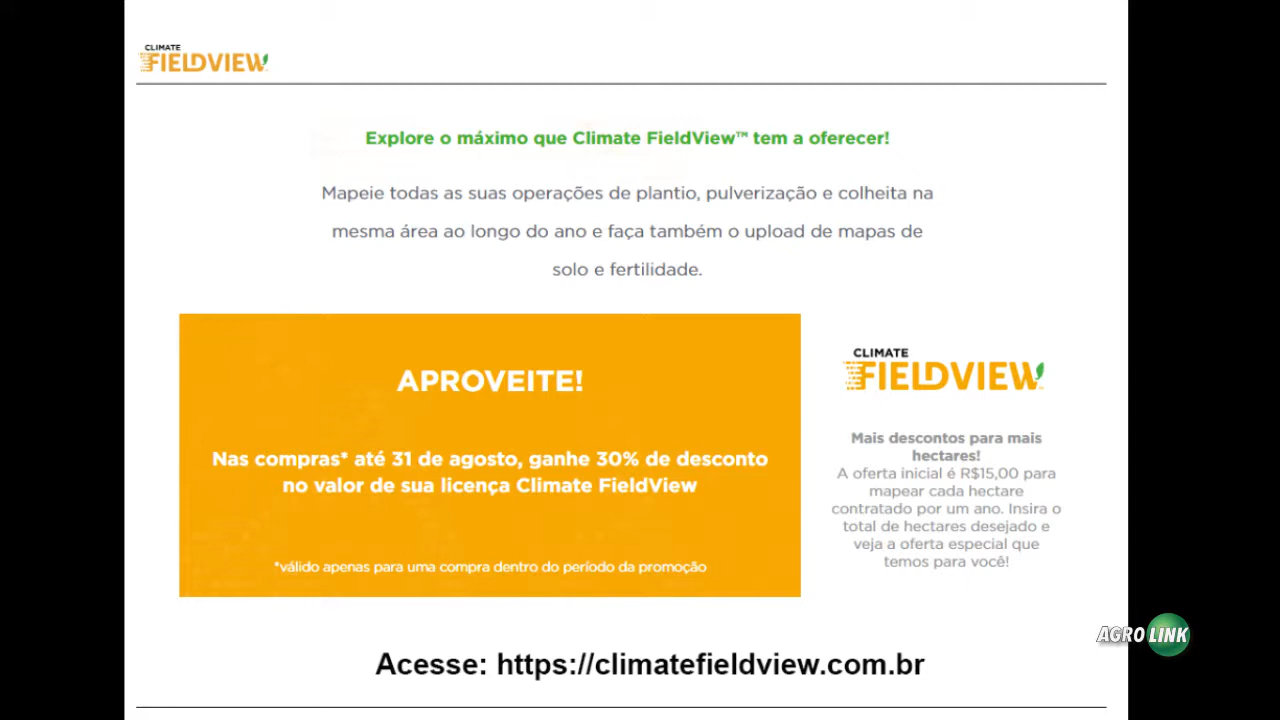 CLIMATE
FIELDVIEW
Explore o máximo que Climate FieldView™ tem a oferecer!
Mapeie todas as suas operações de plantio, pulverização e colheita na
mesma área ao longo do ano e faça também o upload de mapas de
solo e fertilidade.
APROVEITE!
Nas compras* até 31 de agosto, ganhe 30% de desconto
no valor de sua licença Climate FieldView
*válido apenas para uma compra dentro do período da promoção
CLIMATE
FIELDVIEW
Mais descontos para mais
hectares!
A oferta inicial é R$15,00 para
mapear cada hectare
contratado por um ano. Insira o
total de hectares desejado e
veja a oferta especial que
temos para você!
AGRO LINK
Acesse: https://climatefieldview.com.br